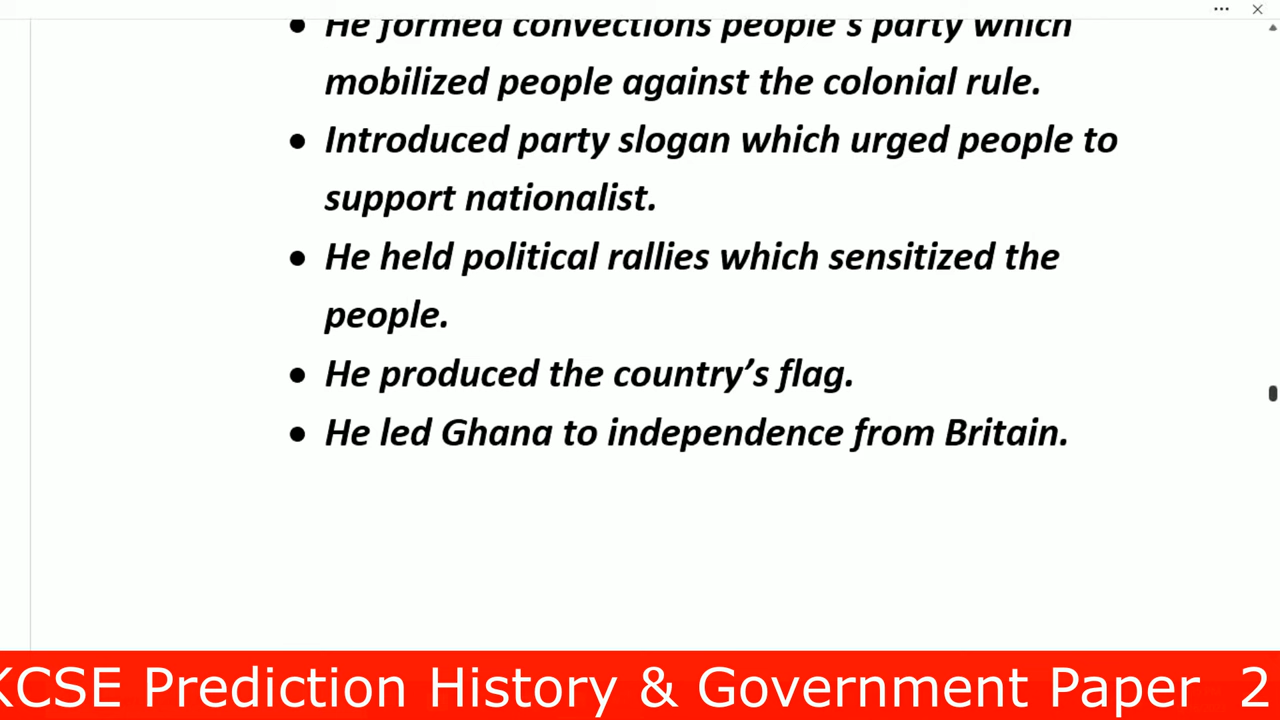 • He formed convections people's party which
mobilized people against the colonial rule.
• Introduced party slogan which urged people to
support nationalist.
• He held political rallies which sensitized the
people.
• He produced the country’s flag.
• He led Ghana to independence from Britain.
KCSE Prediction History & Government Paper 2